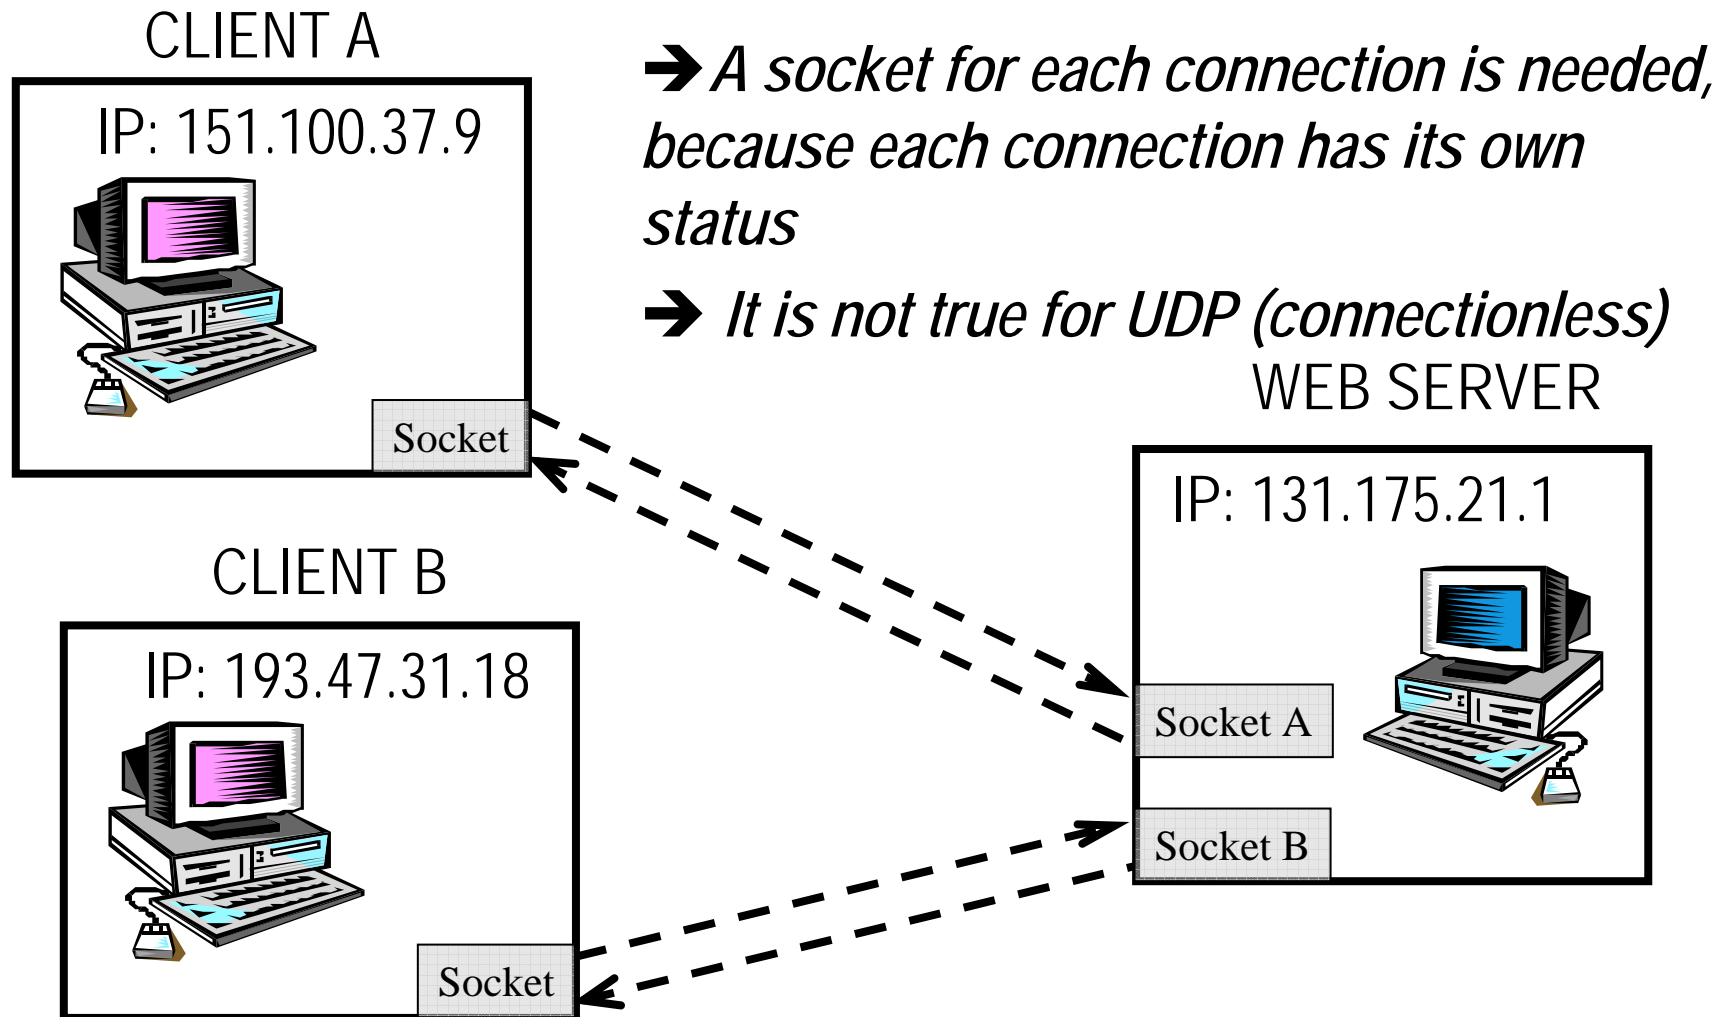 CLIENT A
IP: 151.100.37.9
Socket
➔ A socket for each connection is needed,
because each connection has its own
status
➔ It is not true for UDP (connectionless)
WEB SERVER
IP: 131.175.21.1
Socket A
Socket B
CLIENT B
IP: 193.47.31.18
Socket